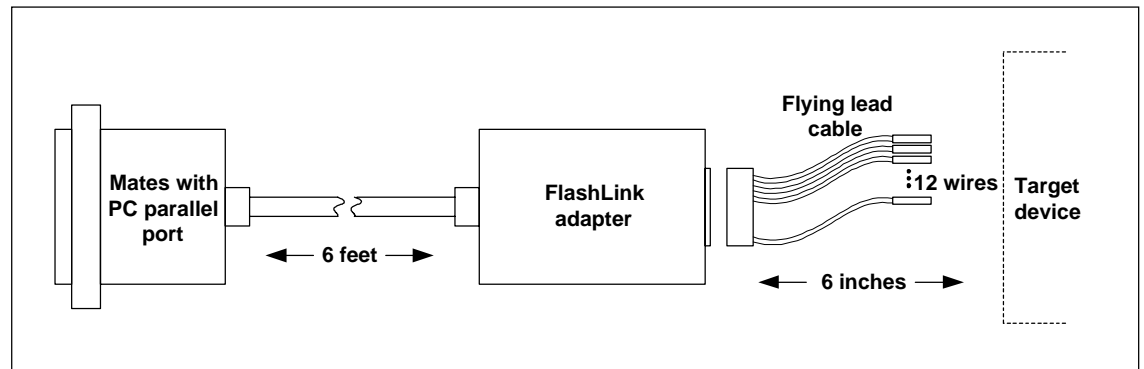 Mates with
PC parallel
port
6 feet
FlashLink
adapter
Flying lead
cable
12 wires
6 inches
Target
device